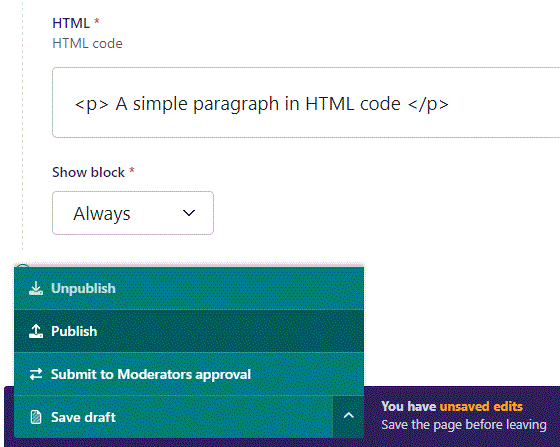 HTML *
HTML code
<p> A simple paragraph in HTML code </p>
Show block *
Always
Unpublish
Publish
Submit to Moderators approval
Save draft
You have unsaved edits
Save the page before leaving